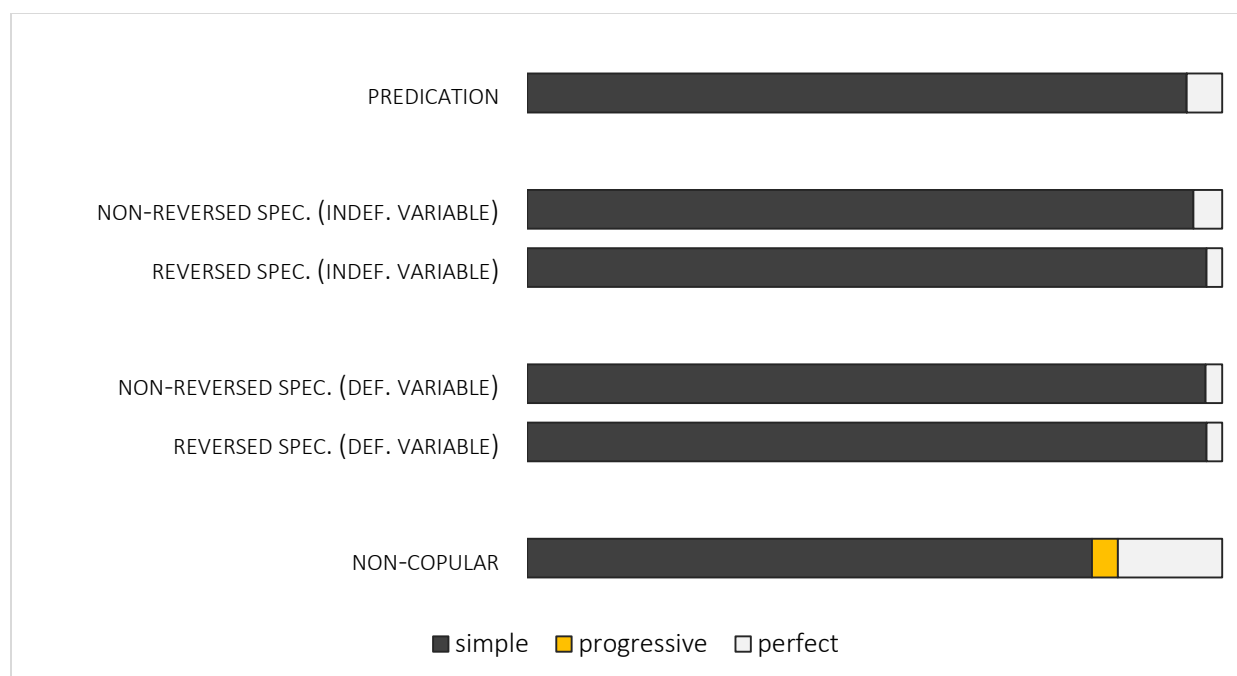 PREDICATION
NON-REVERSED SPEC. (INDEF. VARIABLE)
REVERSED SPEC. (INDEF. VARIABLE)
NON-REVERSED SPEC. (DEF. VARIABLE)
REVERSED SPEC. (DEF. VARIABLE)
NON-COPULAR
simple progressive perfect